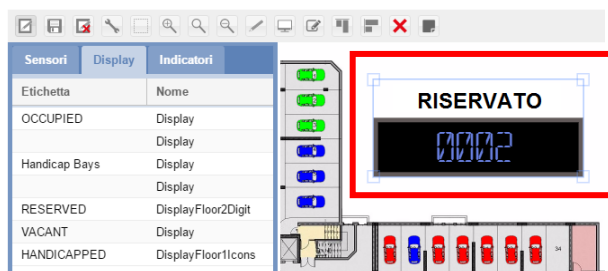 Sensori Display Indicatori
Etichetta Nome
OCCUPIED Display
Display
Handicap Bays Display
Display
RESERVED DisplayFloor2Digit
VACANT Display
HANDICAPPED DisplayFloor1Icons
RISERVATO
0002
34